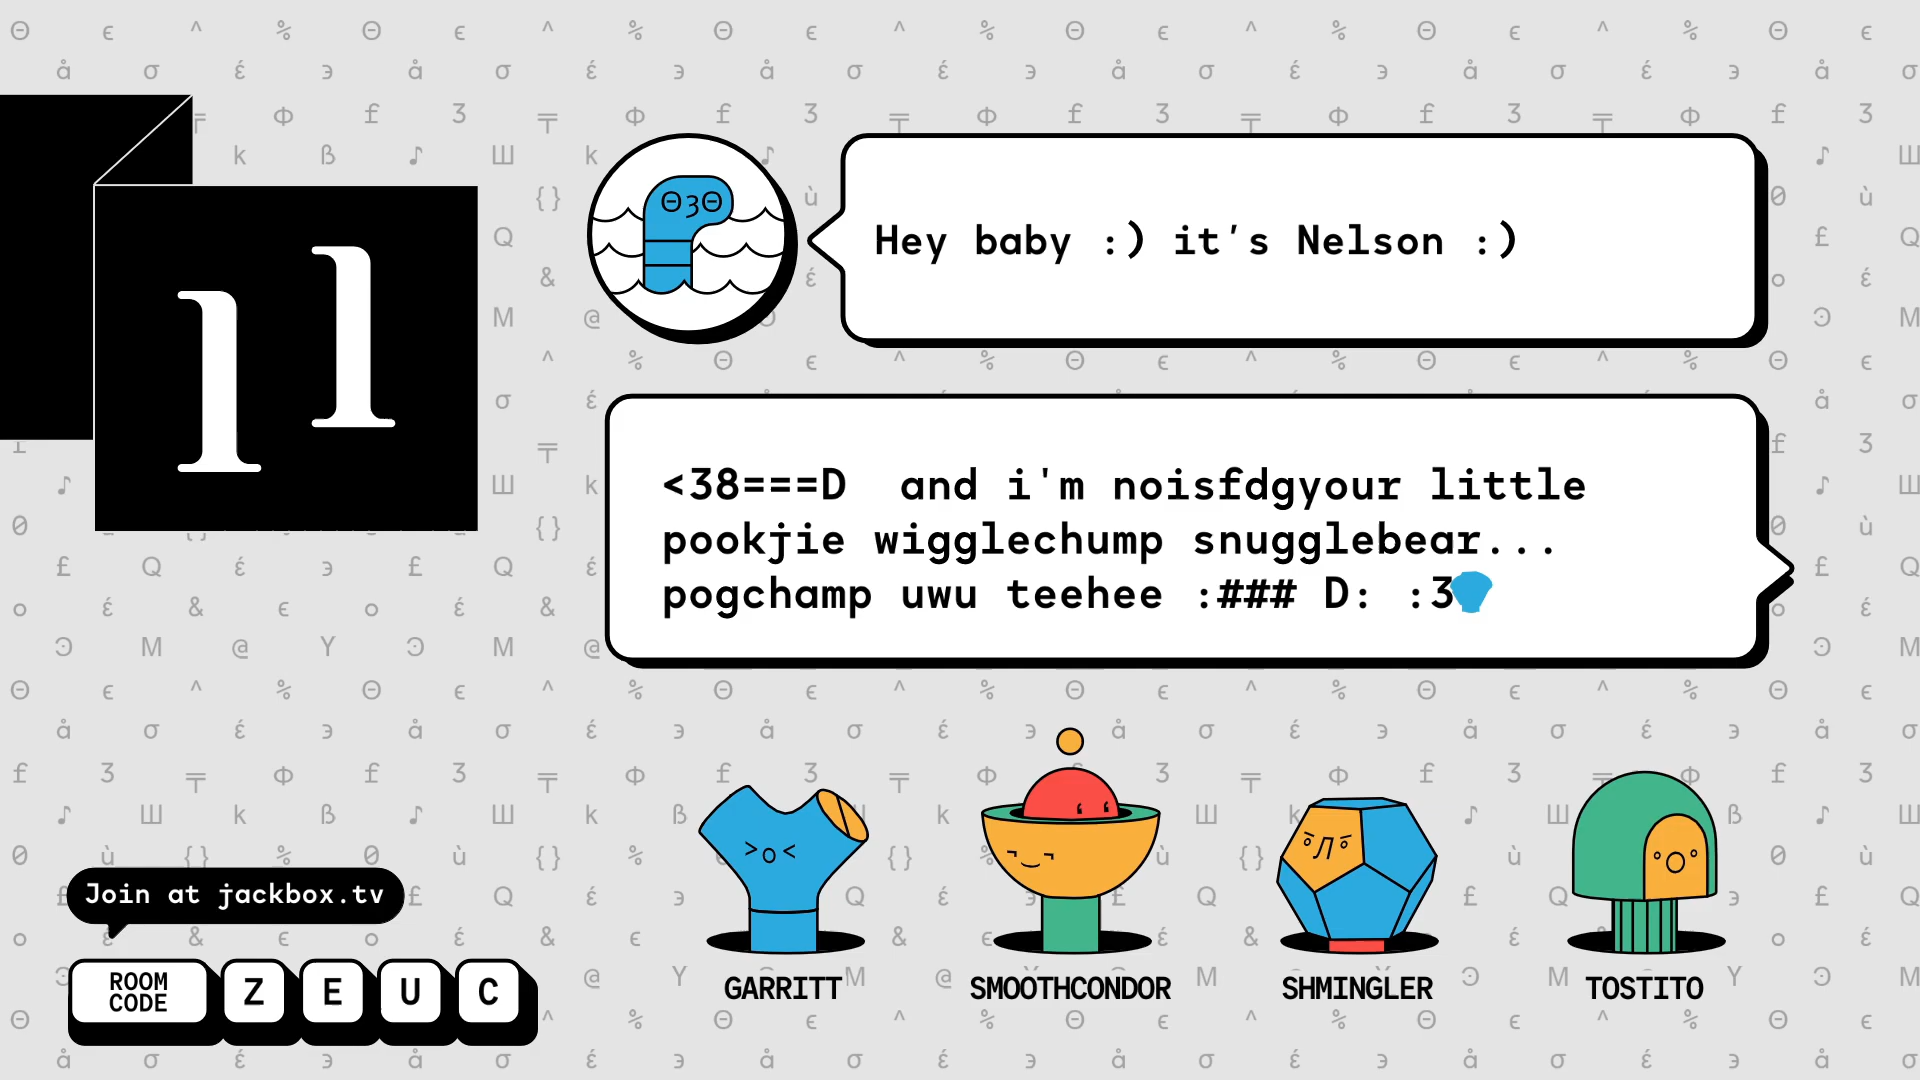 11
Hey baby :) it's Nelson :)
<38===D  and i'm noisfdgyour little
pookjie wigglechump snugglebear...
pogchamp uwu teehee :### D: :3
Join at jackbox.tv
ROOM
CODE
Z E U C
GARRITT
SMOOTHCONDOR
SHMINGLER
TOSTITO